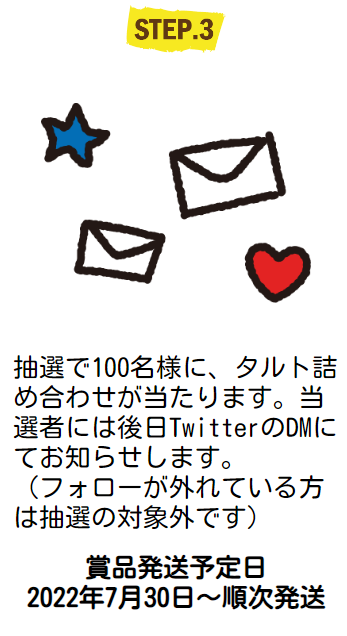 STEP.3
抽選で100名様に、タルト詰
め合わせが当たります。当
選者には後日TwitterのDMに
てお知らせします。
（フォローが外れている方
は抽選の対象外です）
賞品発送予定日
2022年7月30日〜順次発送